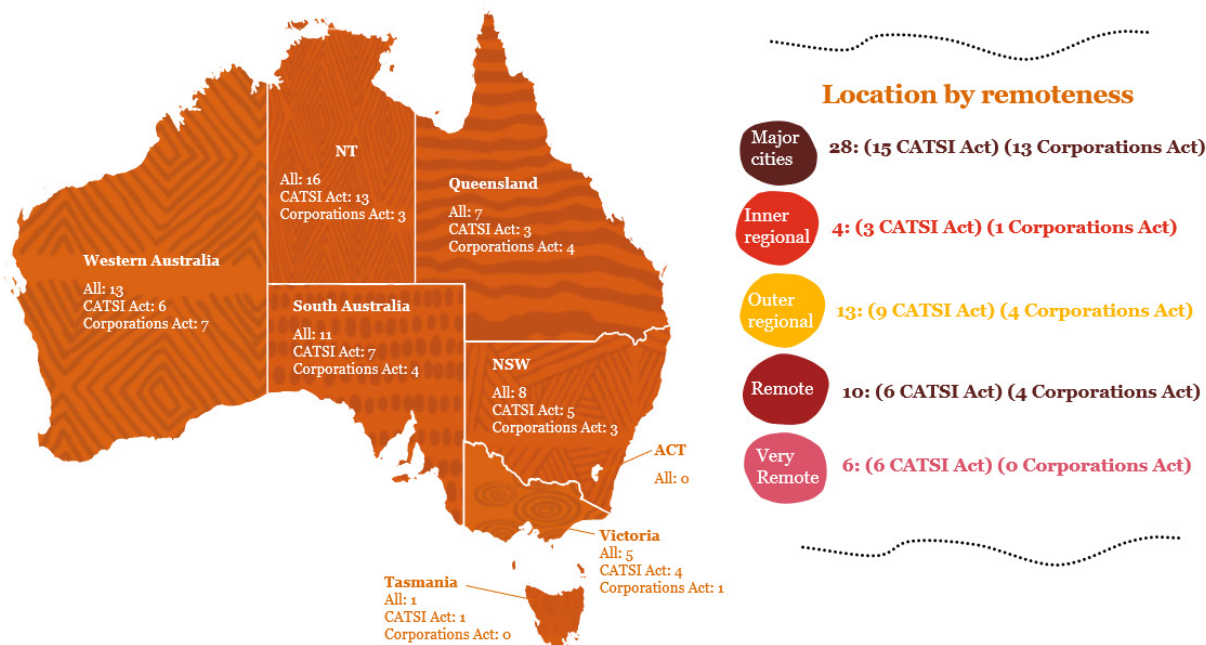 NT
All: 16
CATSI Act: 13
Corporations Act: 3
Queensland
All: 7
CATSI Act: 3
Corporations Act: 4
Western Australia
All: 13
CATSI Act: 6
Corporations Act: 7
South Australia
All: 11
CATSI Act: 7
Corporations Act: 4
NSW
All: 8
CATSI Act: 5
Corporations Act: 3
ACT
All: 0
Victoria
All: 5
CATSI Act: 4
Corporations Act: 1
Tasmania
All: 1
CATSI Act: 1
Corporations Act: 0
Location by remoteness
Major
cities
28: (15 CATSI Act) (13 Corporations Act)
Inner
regional
4: (3 CATSI Act) (1 Corporations Act)
Outer
regional
13: (9 CATSI Act) (4 Corporations Act)
Remote
10: (6 CATSI Act) (4 Corporations Act)
Very
Remote
6: (6 CATSI Act) (0 Corporations Act)